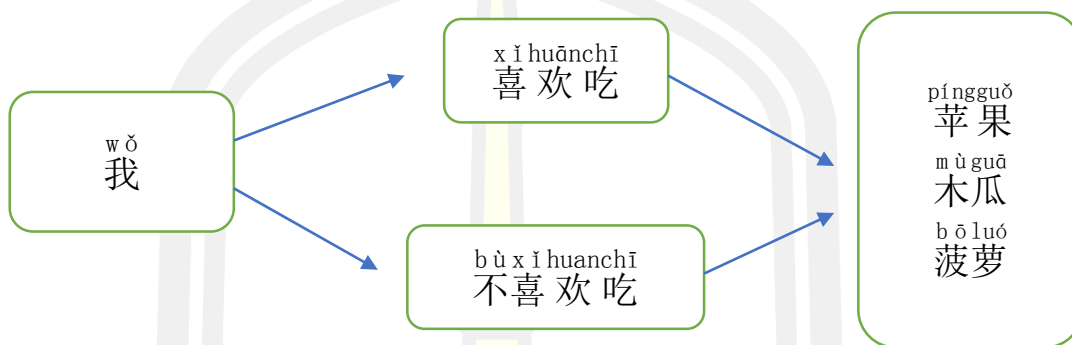 wǒ
我
xǐhuānchī
喜欢吃
bùxǐhuanchī
不喜欢吃
píngguǒ
苹果
mùguā
木瓜
bōluó
菠萝